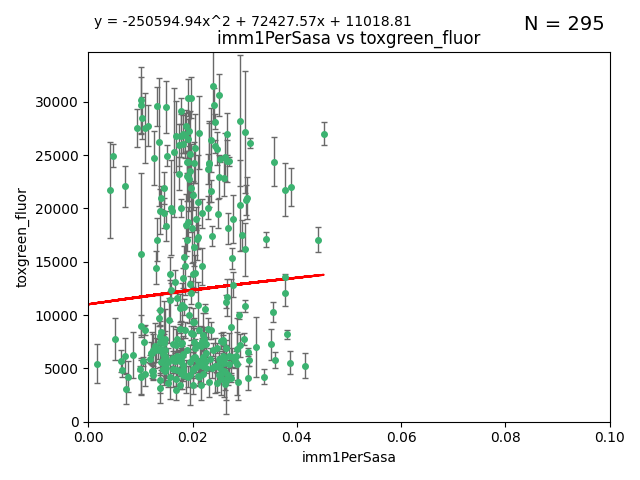 y = -250594.94x^2 + 72427.57x + 11018.81
N = 295
imm1PerSasa vs toxgreen_fluor
30000
25000
20000
15000
10000
5000
0
toxgreen_fluor
0.00
0.02
0.04
0.06
0.08
0.10
imm1PerSasa